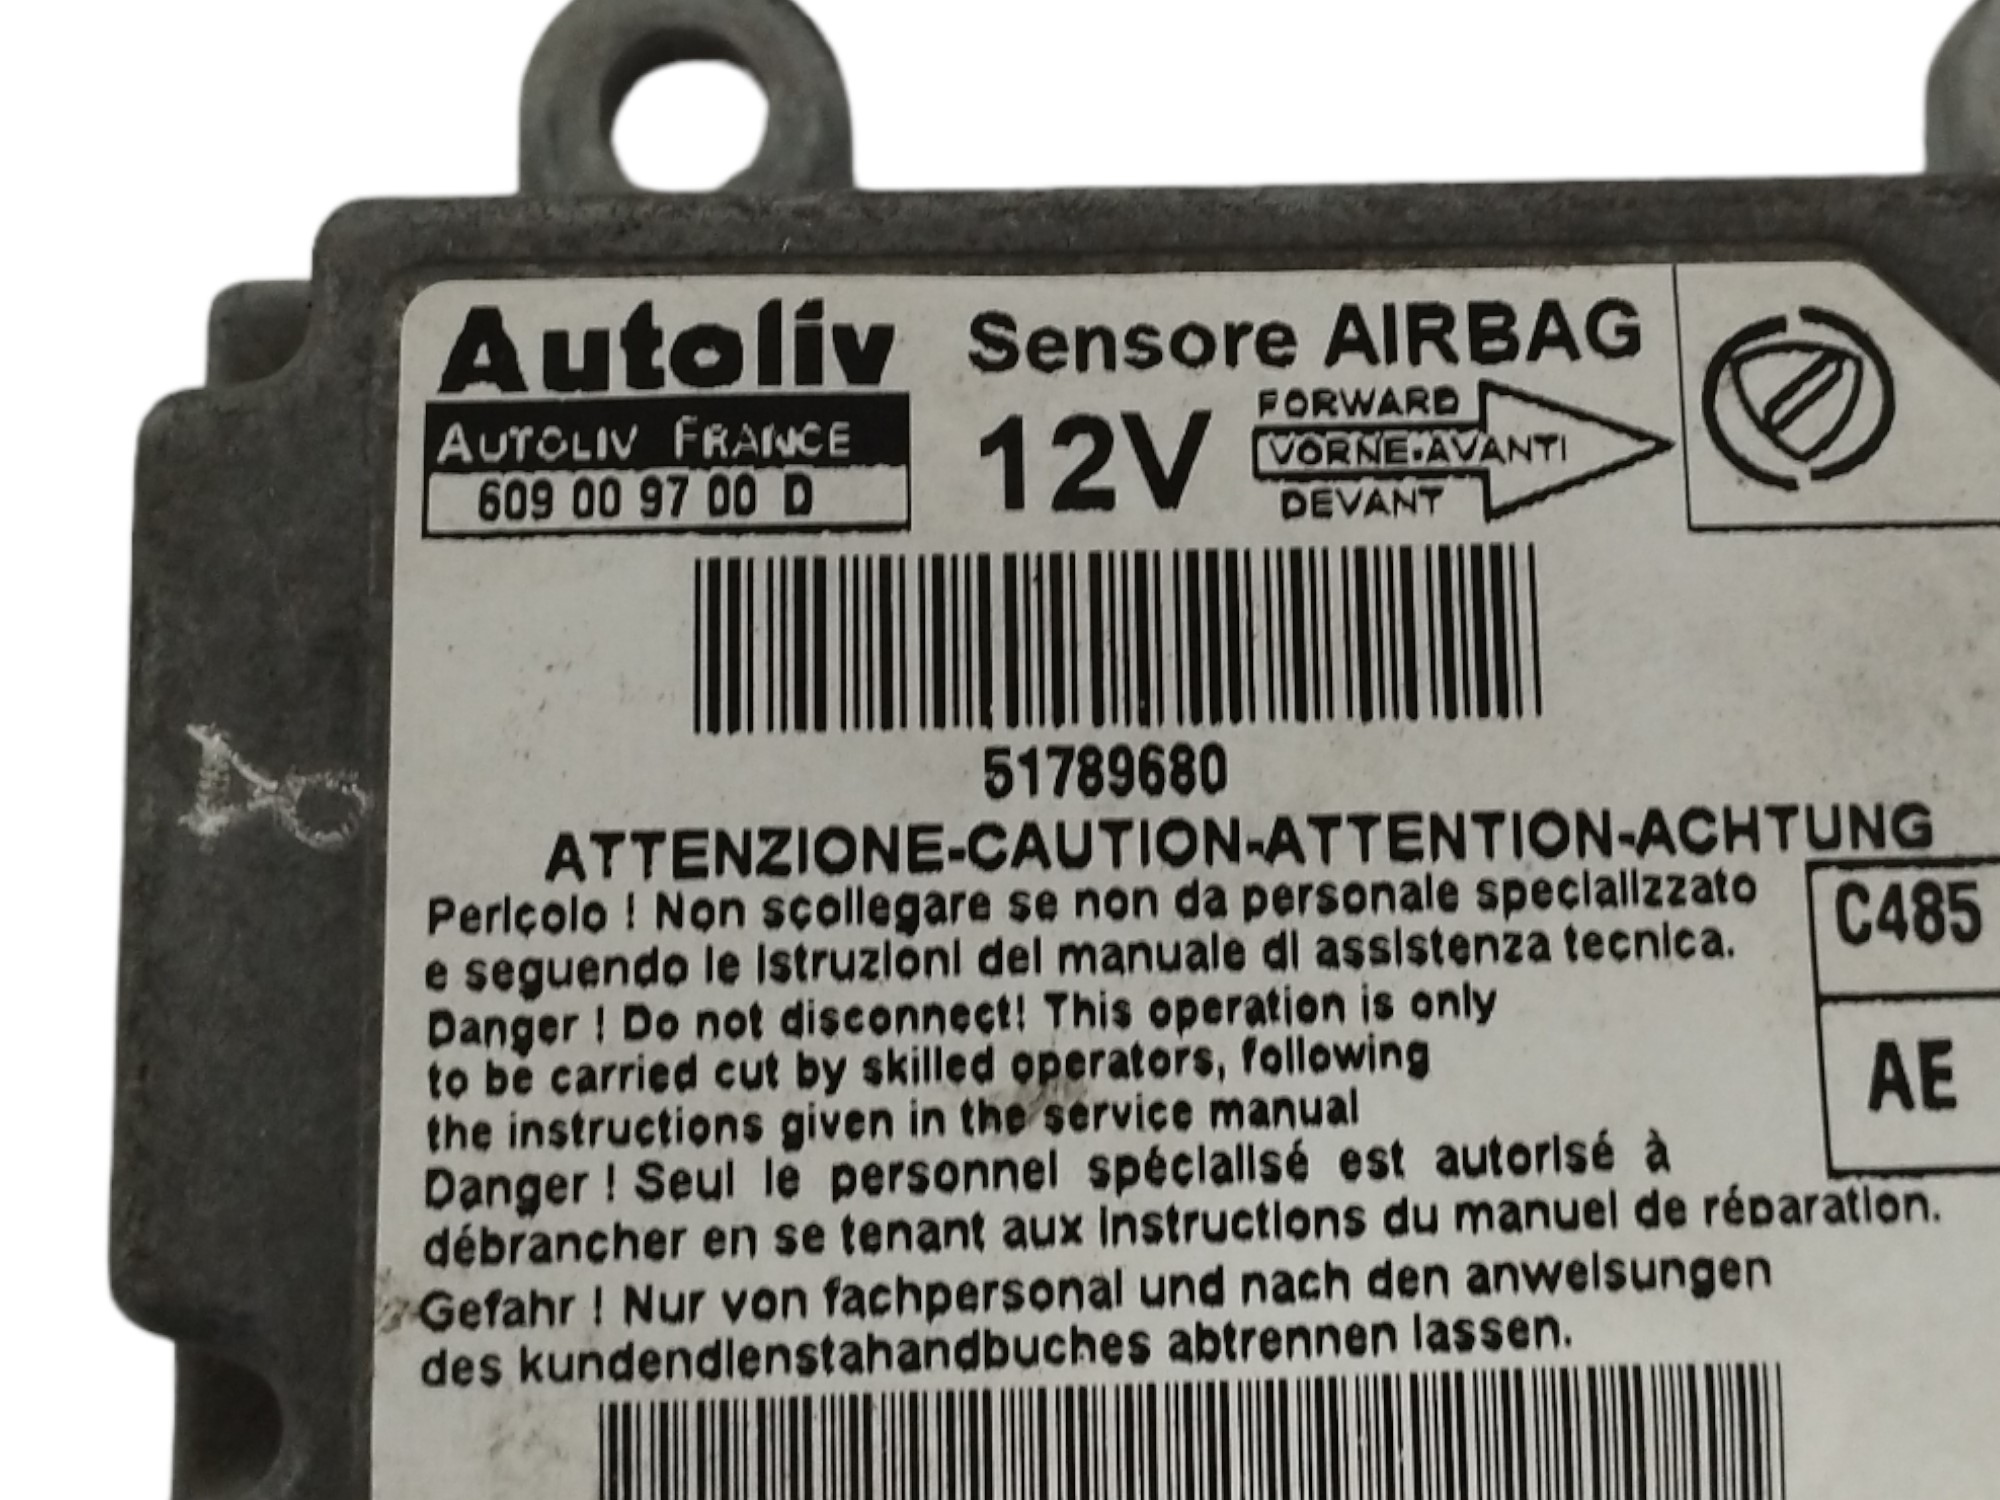 Autoliv Sensore AIRBAG
AUTOLIV FRANCE
609 00 97 00 D
12V
FORWARD
VORNE-AVANTI
DEVANT
51789680
ATTENZIONE-CAUTION-ATTENTION-ACHTUNG
Pericolo ! Non scollegare se non da personale specializzato
e seguendo le istruzioni del manuale di assistenza tecnica.
Danger ! Do not disconnect! This operation is only
to be carried cut by skilled operators, following
the instructions given in the service manual
Danger ! Seul le personnel spécialisé est autorisé à
débrancher en se tenant aux instructions du manuel de réparation.
Gefahr ! Nur von fachpersonal und nach den anweisungen
des kundendienstahandbuches abtrennen lassen.
C485
AE